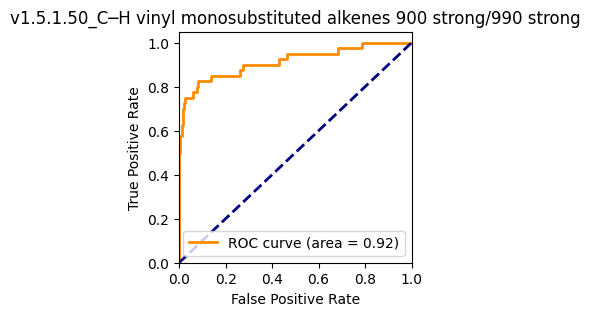 v1.5.1.50_C─H vinyl monosubstituted alkenes 900 strong/990 strong
True Positive Rate
1.0
0.8
0.6
0.4
0.2
0.0
ROC curve (area = 0.92)
0.0 0.2 0.4 0.6 0.8 1.0
False Positive Rate